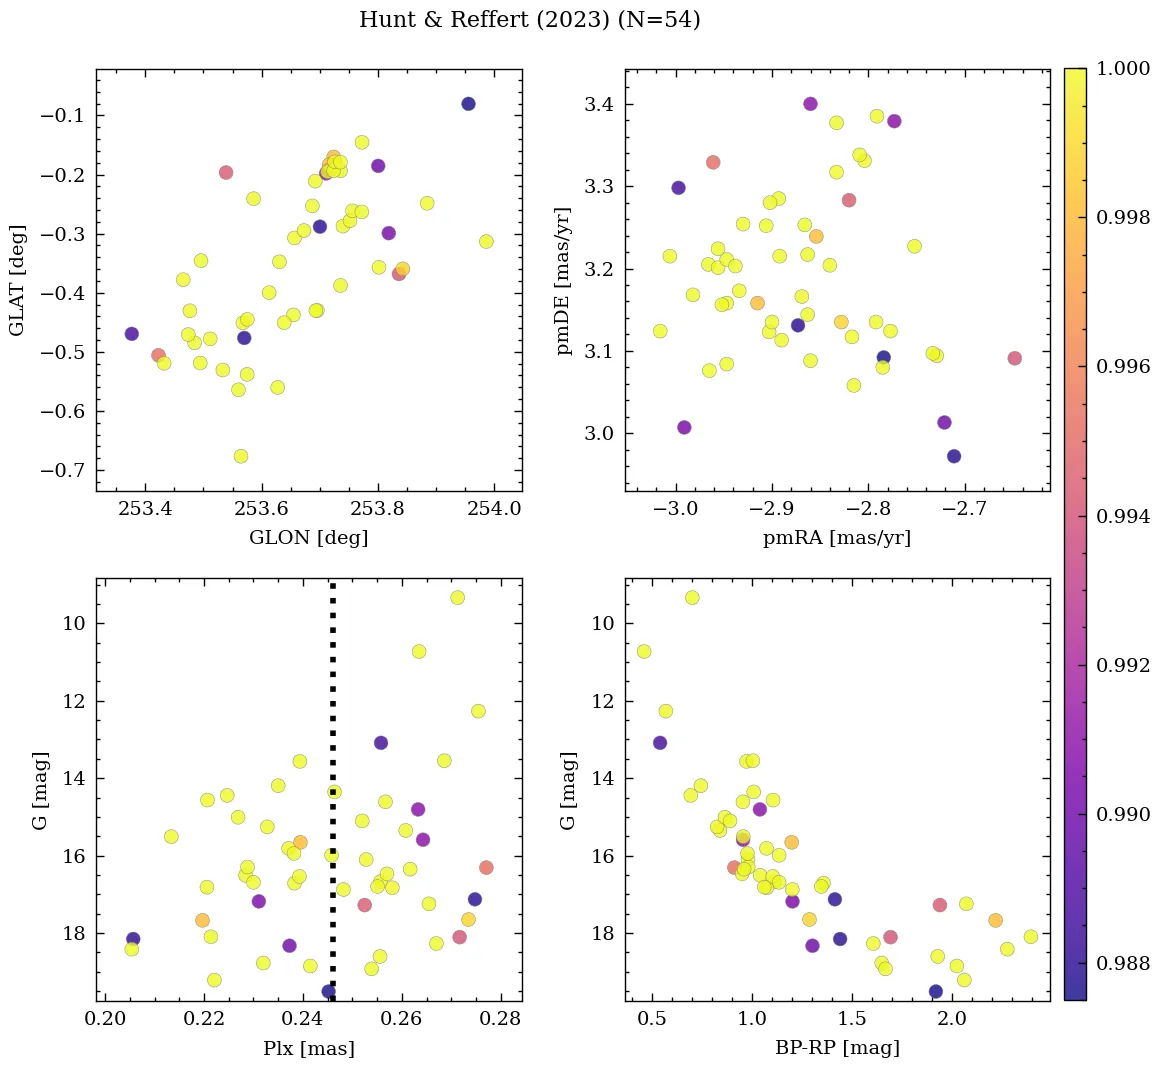 Hunt & Reffert (2023) (N=54)
−0.1
−0.2
−0.3
−0.4
−0.5
−0.6
−0.7
GLAT [deg]
253.4 253.6 253.8 254.0
GLON [deg]
3.4
3.3
3.2
3.1
3.0
pmDE [mas/yr]
−3.0 −2.9 −2.8 −2.7
pmRA [mas/yr]
1.000
0.998
0.996
0.994
0.992
0.990
0.988
10
12
14
16
18
G [mag]
0.20 0.22 0.24 0.26 0.28
Plx [mas]
10
12
14
16
18
G [mag]
0.5 1.0 1.5 2.0
BP-RP [mag]